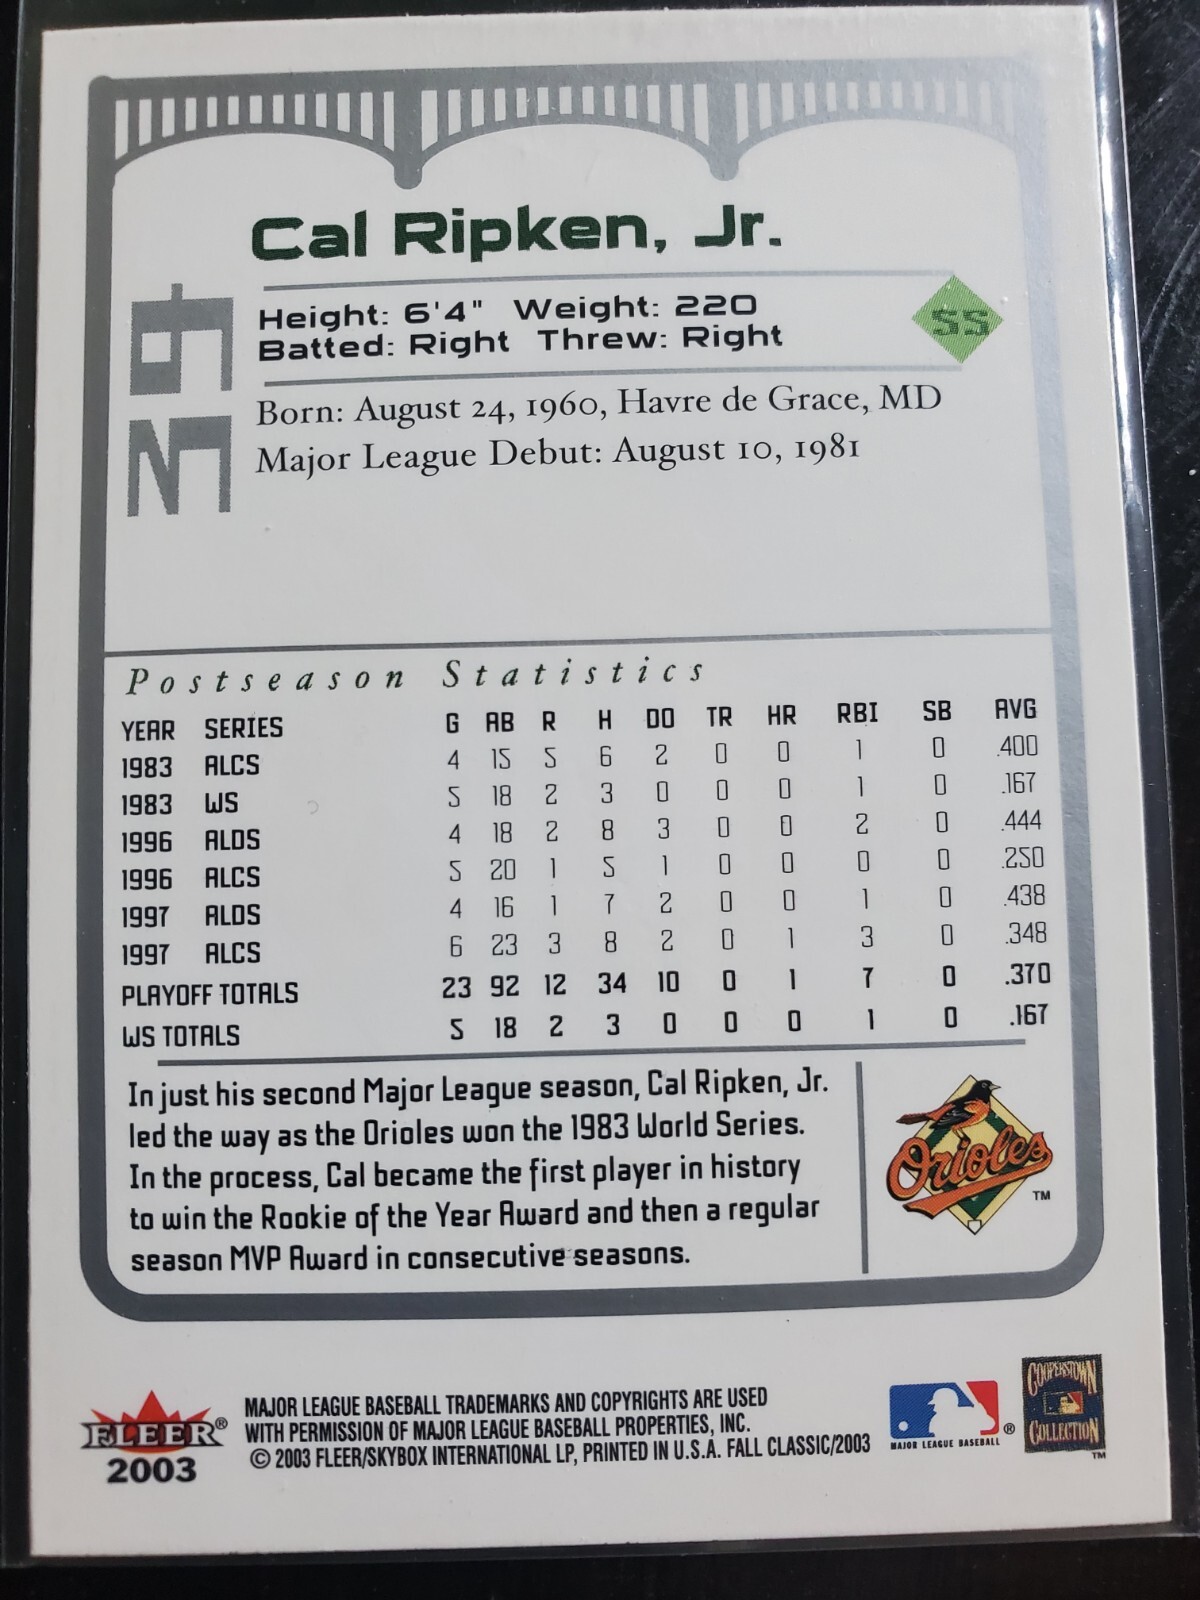 Cal Ripken, Jr.
Height: 6'4" Weight: 220
Batted: Right Threw: Right
SS
Born: August 24, 1960, Havre de Grace, MD
Major League Debut: August 10, 1981
Postseason Statistics
YEAR SERIES G AB R H DO TR HR RBI SB AVG
1983 ALCS 4 15 5 6 2 0 0 1 0 .400
1983 WS 5 18 2 3 0 0 0 1 0 .167
1996 ALDS 4 18 2 8 3 0 0 2 0 .444
1996 ALCS 5 20 1 5 1 0 0 0 0 .250
1997 ALDS 4 16 1 7 2 0 0 1 0 .438
1997 ALCS 6 23 3 8 2 0 1 3 0 .348
PLAYOFF TOTALS 23 92 12 34 10 0 1 7 0 .370
WS TOTALS 5 18 2 3 0 0 0 1 0 .167
In just his second Major League season, Cal Ripken, Jr.
led the way as the Orioles won the 1983 World Series.
In the process, Cal became the first player in history
to win the Rookie of the Year Award and then a regular
season MVP Award in consecutive seasons.
Orioles
TM
FLEER®
2003
MAJOR LEAGUE BASEBALL TRADEMARKS AND COPYRIGHTS ARE USED
WITH PERMISSION OF MAJOR LEAGUE BASEBALL PROPERTIES, INC.
© 2003 FLEER/SKYBOX INTERNATIONAL LP, PRINTED IN U.S.A. FALL CLASSIC/2003
MAJOR LEAGUE BASEBALL ®
COOPERSTOWN
COLLECTION
TM